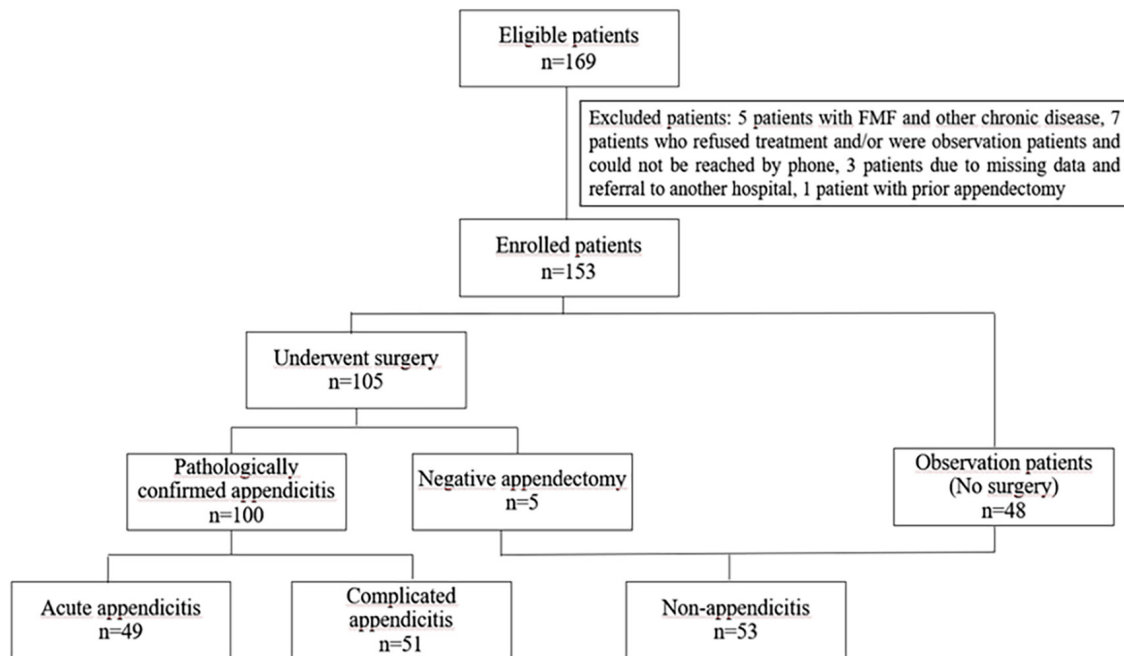 Eligible patients
n=169
Excluded patients: 5 patients with FMF and other chronic disease, 7
patients who refused treatment and/or were observation patients and
could not be reached by phone, 3 patients due to missing data and
referral to another hospital, 1 patient with prior appendectomy
Enrolled patients
n=153
Underwent surgery
n=105
Pathologically
confirmed appendicitis
n=100
Negative appendectomy
n=5
Observation patients
(No surgery)
n=48
Acute appendicitis
n=49
Complicated
appendicitis
n=51
Non-appendicitis
n=53